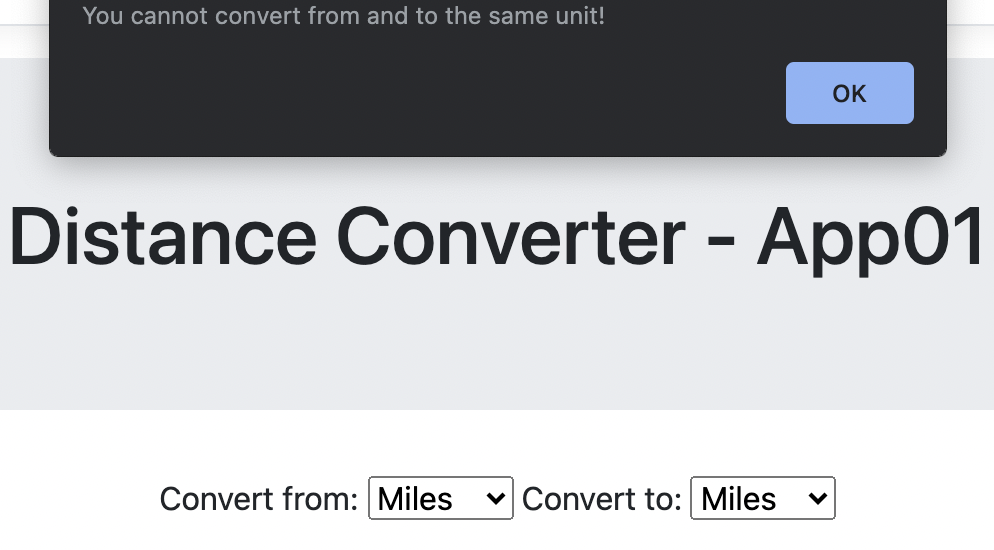 You cannot convert from and to the same unit!
OK
Distance Converter - App01
Convert from: Miles Convert to: Miles